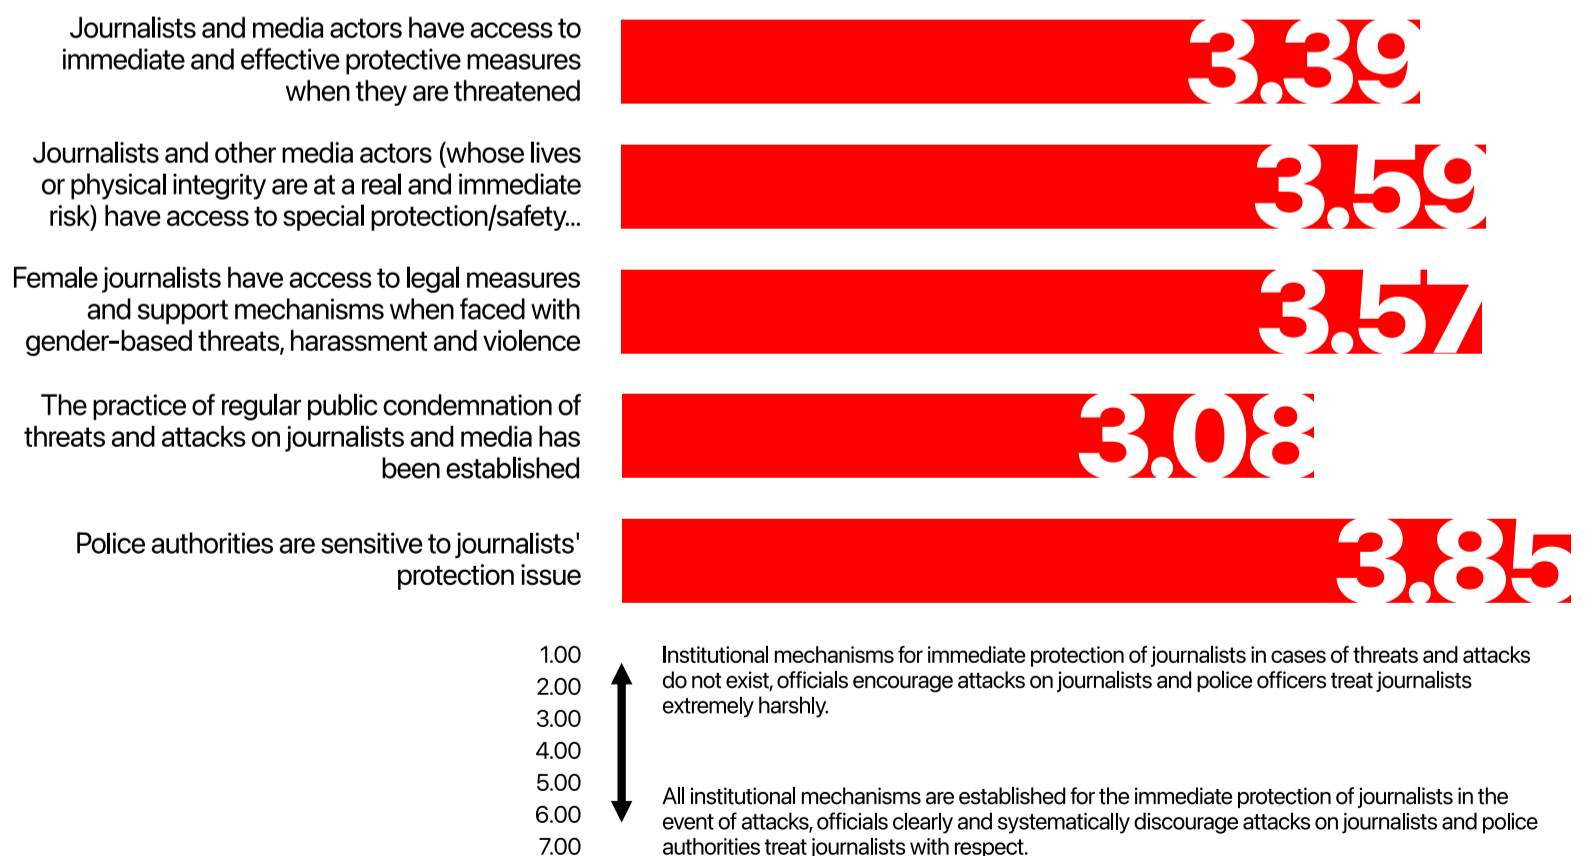 Journalists and media actors have access to
immediate and effective protective measures
when they are threatened
3.39
Journalists and other media actors (whose lives
or physical integrity are at a real and immediate
risk) have access to special protection/safety...
3.59
Female journalists have access to legal measures
and support mechanisms when faced with
gender-based threats, harassment and violence
3.57
The practice of regular public condemnation of
threats and attacks on journalists and media has
been established
3.08
Police authorities are sensitive to journalists'
protection issue
3.85
1.00
2.00
3.00
4.00
5.00
6.00
7.00
Institutional mechanisms for immediate protection of journalists in cases of threats and attacks
do not exist, officials encourage attacks on journalists and police officers treat journalists
extremely harshly.
All institutional mechanisms are established for the immediate protection of journalists in the
event of attacks, officials clearly and systematically discourage attacks on journalists and police
authorities treat journalists with respect.